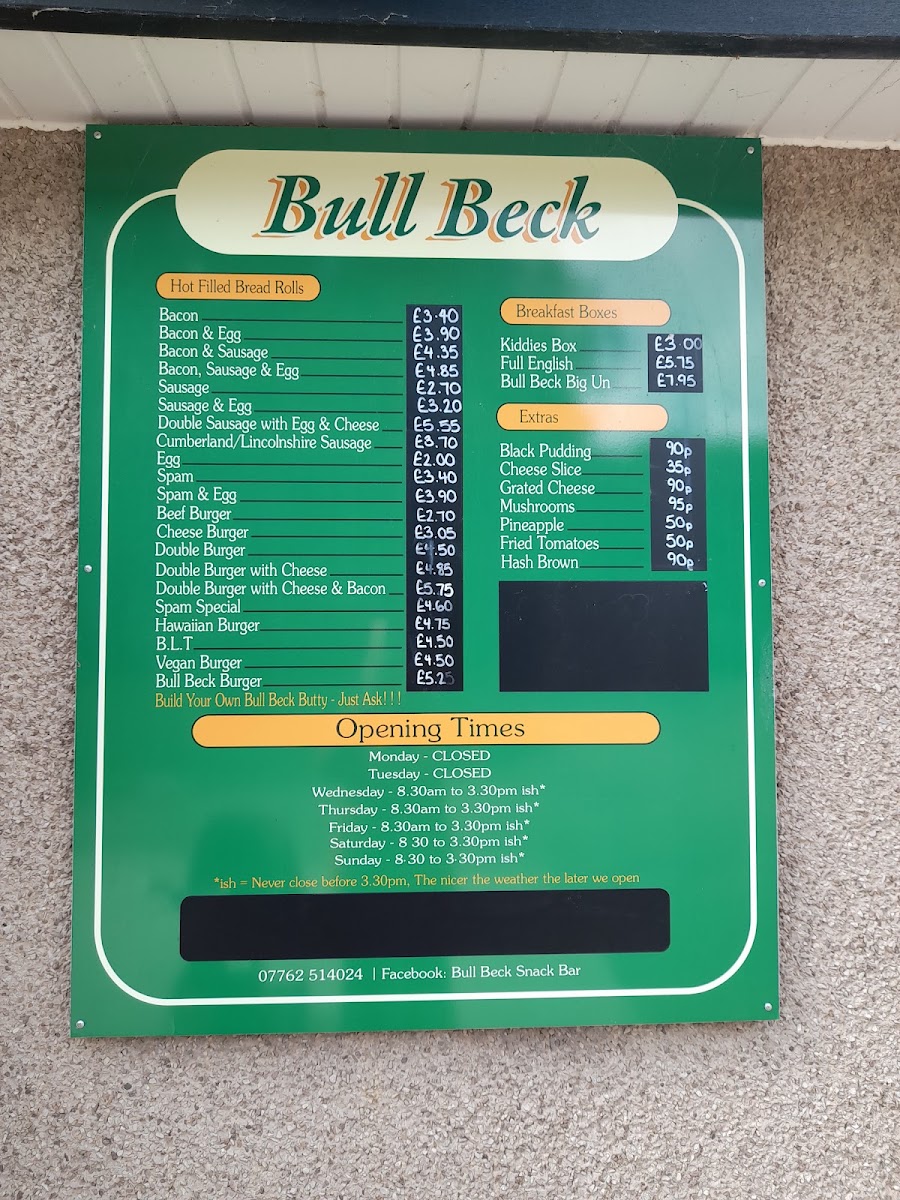 Bull Beck
Hot Filled Bread Rolls
Bacon £3.40
Bacon & Egg £3.90
Bacon & Sausage £4.35
Bacon, Sausage & Egg £4.85
Sausage £2.70
Sausage & Egg £3.20
Double Sausage with Egg & Cheese £5.55
Cumberland/Lincolnshire Sausage £3.70
Egg £2.00
Spam £3.40
Spam & Egg £3.90
Beef Burger £2.70
Cheese Burger £3.05
Double Burger £4.50
Double Burger with Cheese £4.85
Double Burger with Cheese & Bacon £5.75
Spam Special £4.60
Hawaiian Burger £4.75
B.L.T £4.50
Vegan Burger £4.50
Bull Beck Burger £5.25
Build Your Own Bull Beck Butty - Just Ask!!!
Breakfast Boxes
Kiddies Box £3.00
Full English £5.75
Bull Beck Big Un £7.95
Extras
Black Pudding 90p
Cheese Slice 35p
Grated Cheese 90p
Mushrooms 95p
Pineapple 50p
Fried Tomatoes 50p
Hash Brown 90p
Opening Times
Monday - CLOSED
Tuesday - CLOSED
Wednesday - 8.30am to 3.30pm ish*
Thursday - 8.30am to 3.30pm ish*
Friday - 8.30am to 3.30pm ish*
Saturday - 8 30 to 3.30pm ish*
Sunday - 8-30 to 3-30pm ish*
*ish = Never close before 3.30pm, The nicer the weather the later we open
07762 514024 | Facebook: Bull Beck Snack Bar